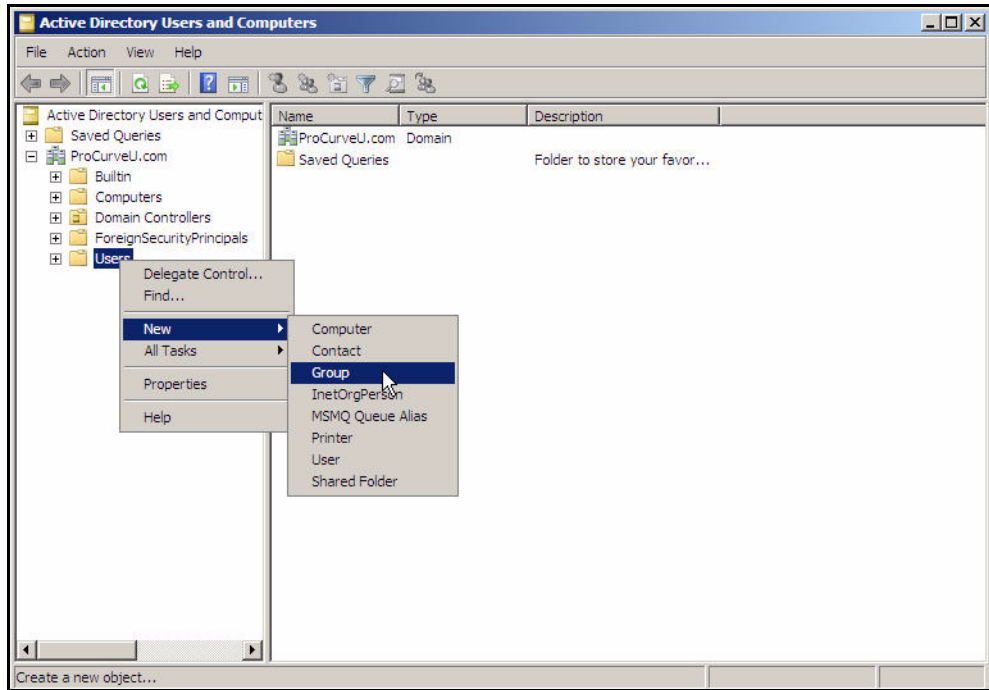 Active Directory Users and Computers
File Action View Help
Active Directory Users and Comput
Saved Queries
ProCurveU.com
Builtin
Computers
Domain Controllers
ForeignSecurityPrincipals
Users
Name Type Description
ProCurveU.com Domain
Saved Queries Folder to store your favor...
Delegate Control...
Find...
New
All Tasks
Properties
Help
Computer
Contact
Group
InetOrgPerson
MSMQ Queue Alias
Printer
User
Shared Folder
Create a new object...